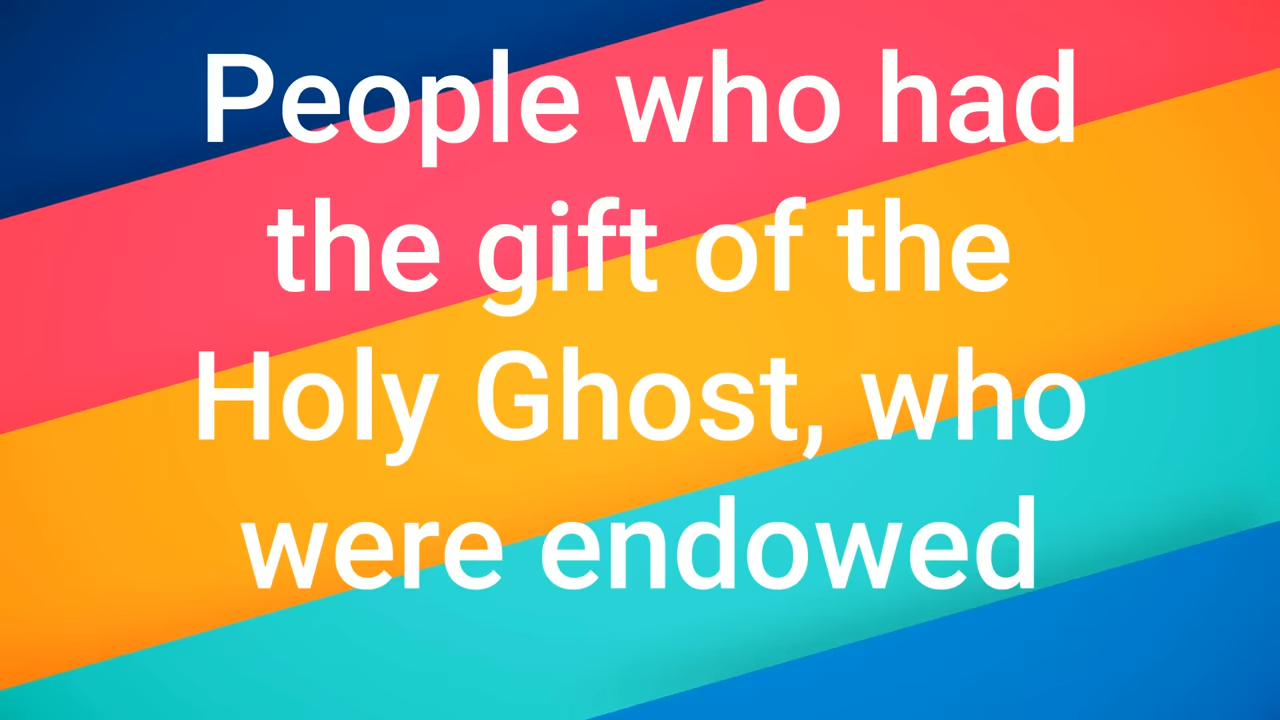 People who had
the gift of the
Holy Ghost, who
were endowed